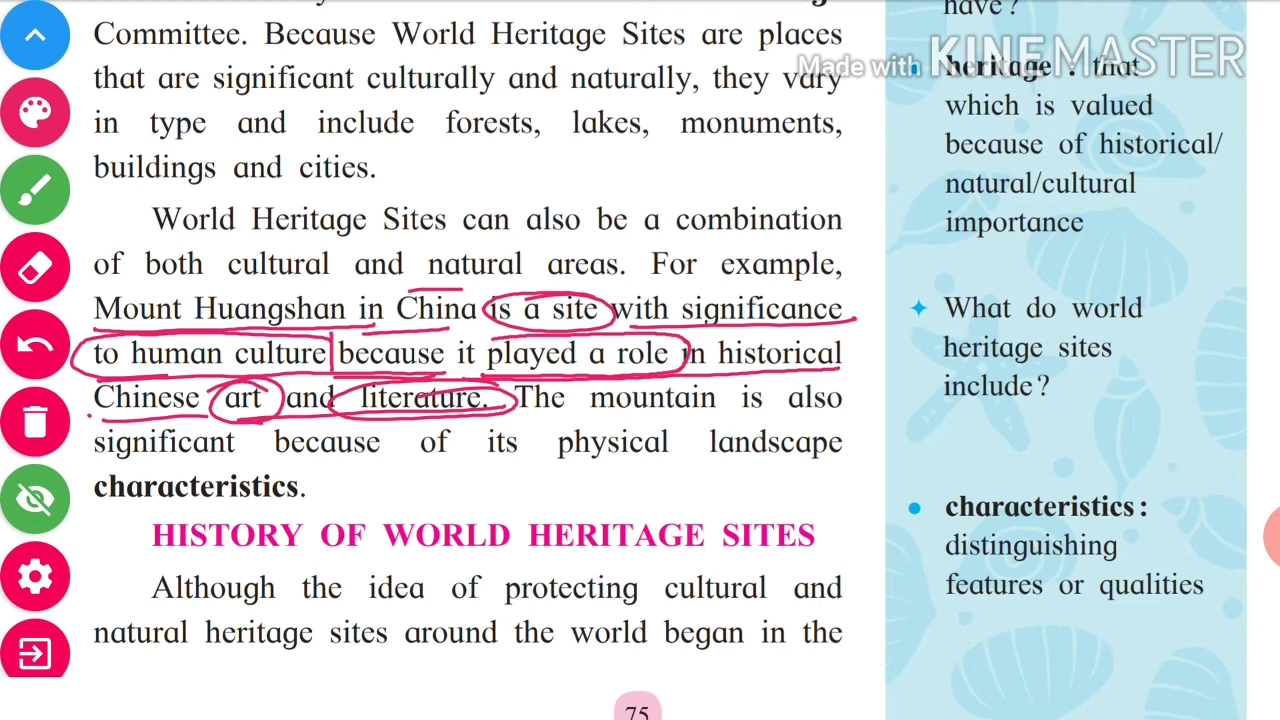 Committee. Because World Heritage Sites are places
that are significant culturally and naturally, they vary
in type and include forests, lakes, monuments,
buildings and cities.
World Heritage Sites can also be a combination
of both cultural and natural areas. For example,
Mount Huangshan in China is a site with significance
to human culture because it played a role in historical
Chinese art and literature. The mountain is also
significant because of its physical landscape
characteristics.
HISTORY OF WORLD HERITAGE SITES
Although the idea of protecting cultural and
natural heritage sites around the world began in the
75
have?
Made with KINEMASTER
heritage : that
which is valued
because of historical/
natural/cultural
importance
What do world
heritage sites
include?
characteristics:
distinguishing
features or qualities